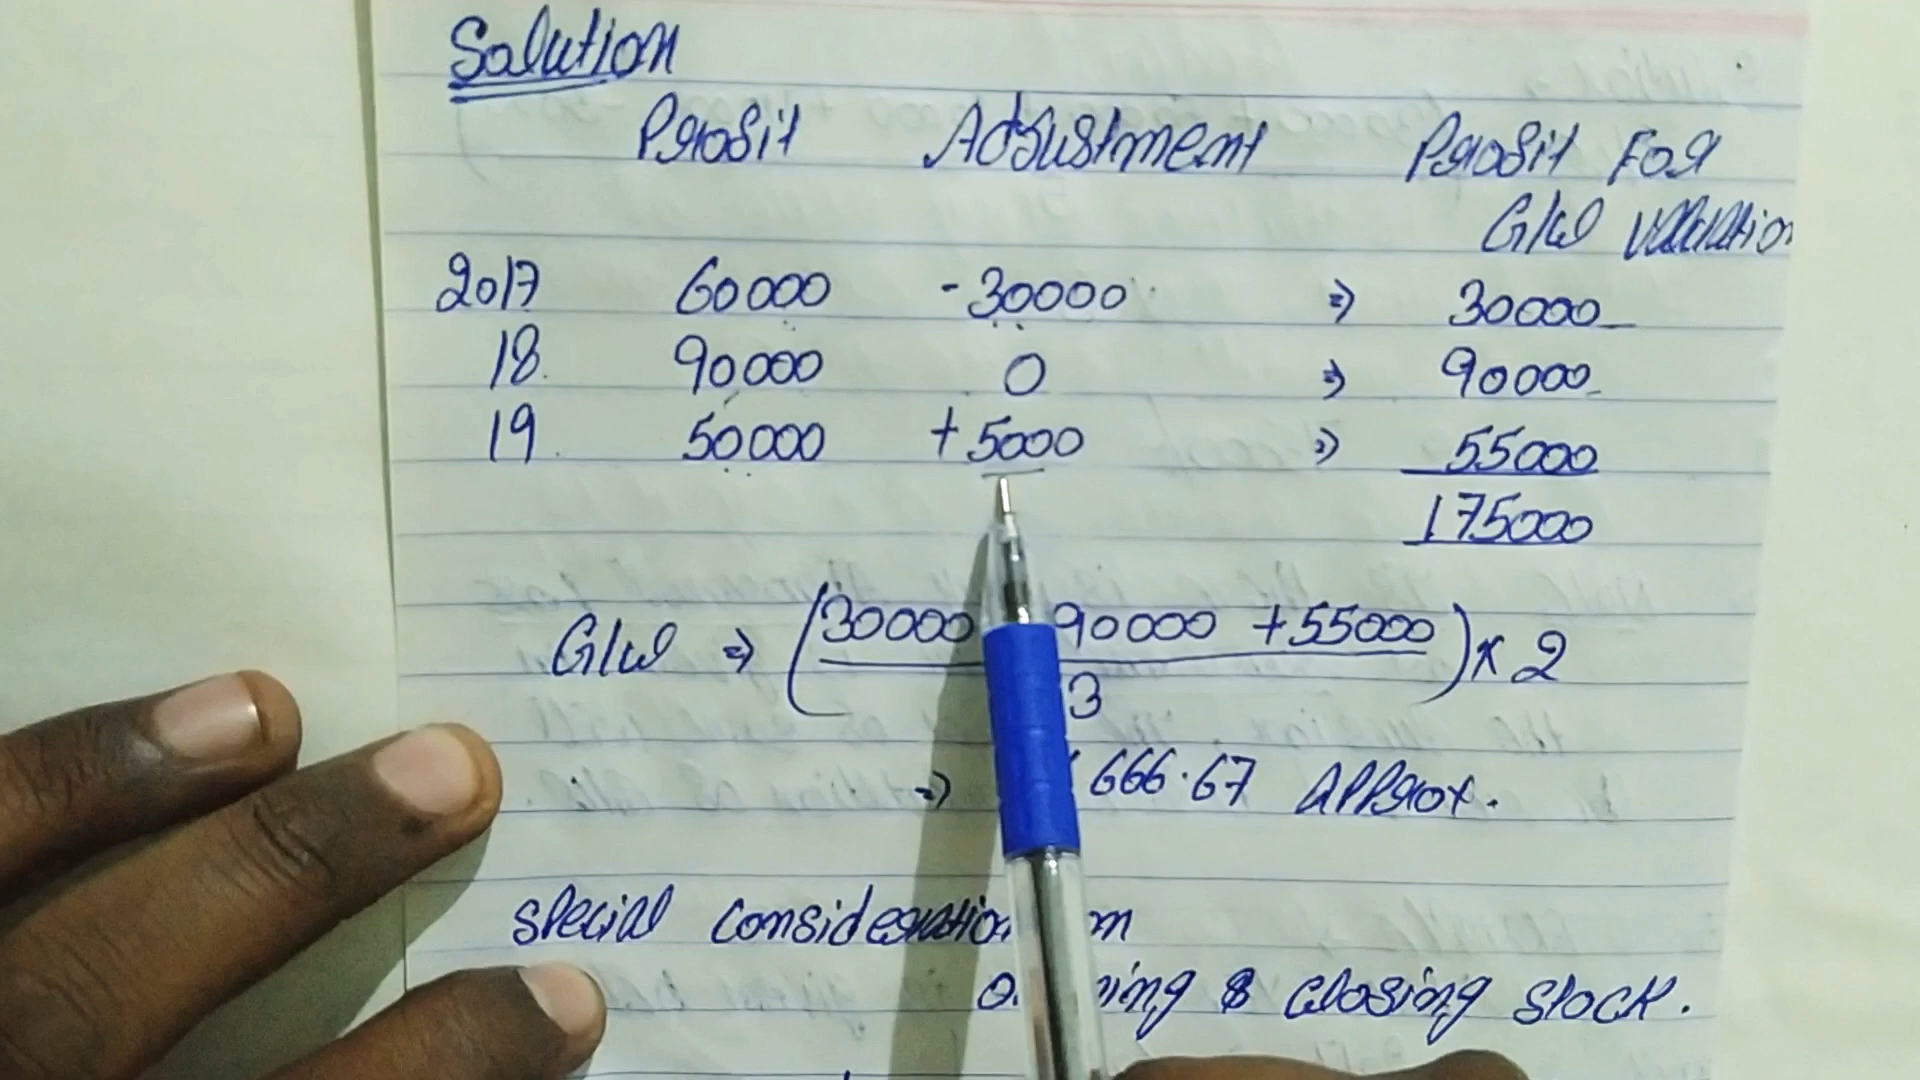 Solution
Profit Adjustment Profit For
G/w valuation
2017 60000 -30000 ⇒ 30000
18 90000 0 ⇒ 90000
19 50000 +5000 ⇒ 55000
175000
G/w ⇒ (30000 90000 +55000) × 2
3
⇒ 666.67 Approx.
Special consideration
& closing stock.